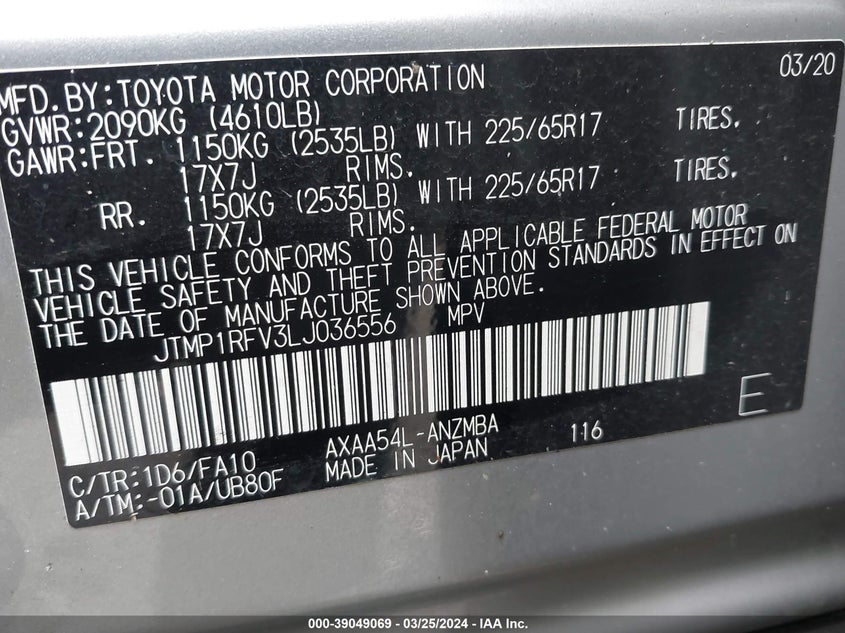 MFD.BY:TOYOTA MOTOR CORPORATION 03/20
GVWR:2090KG (4610LB)
GAWR:FRT. 1150KG (2535LB) WITH 225/65R17 TIRES.
17X7J RIMS.
RR. 1150KG (2535LB) WITH 225/65R17 TIRES.
17X7J RIMS.
THIS VEHICLE CONFORMS TO ALL APPLICABLE FEDERAL MOTOR
VEHICLE SAFETY AND THEFT PREVENTION STANDARDS IN EFFECT ON
THE DATE OF MANUFACTURE SHOWN ABOVE.
JTMP1RFV3LJ036556 MPV
E
C/TR:1D6/FA10 AXAA54L-ANZMBA 116
A/TM:-01A/UB80F MADE IN JAPAN
000-39049069 - 03/25/2024 - IAA Inc.